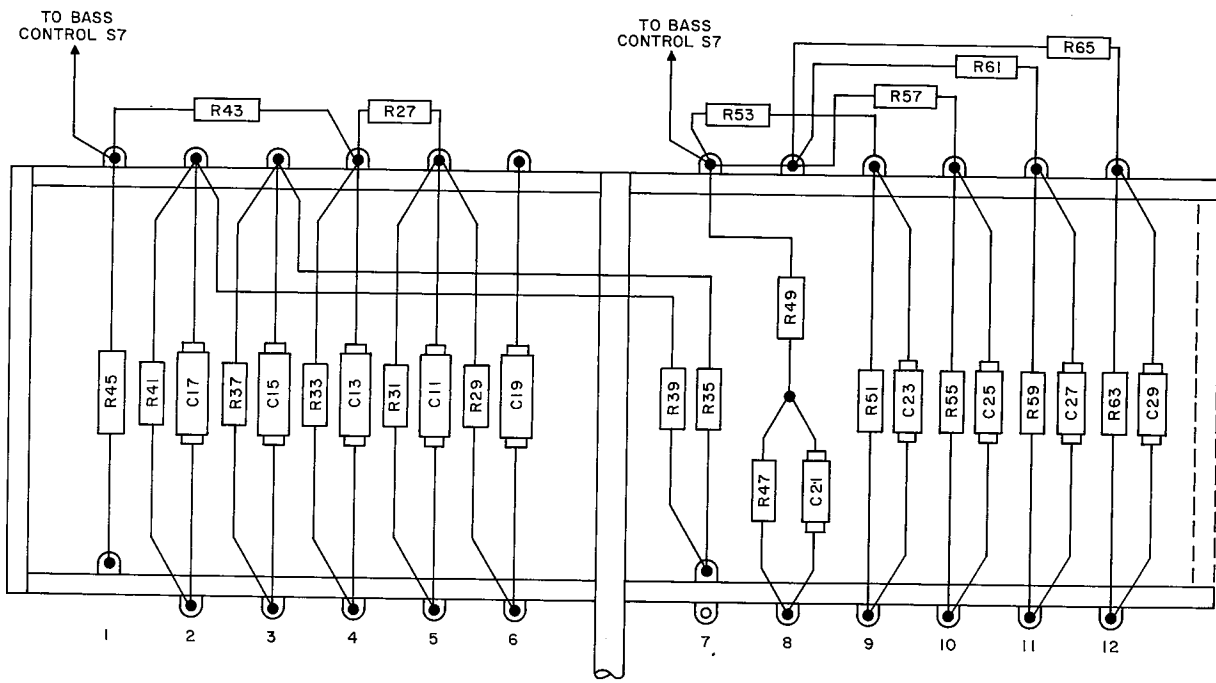 TO BASS
CONTROL S7
TO BASS
CONTROL S7
R43
R27
R53
R57
R61
R65
R45
R41
C17
R37
C15
R33
C13
R31
C11
R29
C19
R39
R35
R49
R47
C21
R51
C23
R55
C25
R59
C27
R63
C29
1 2 3 4 5 6 7 8 9 10 11 12